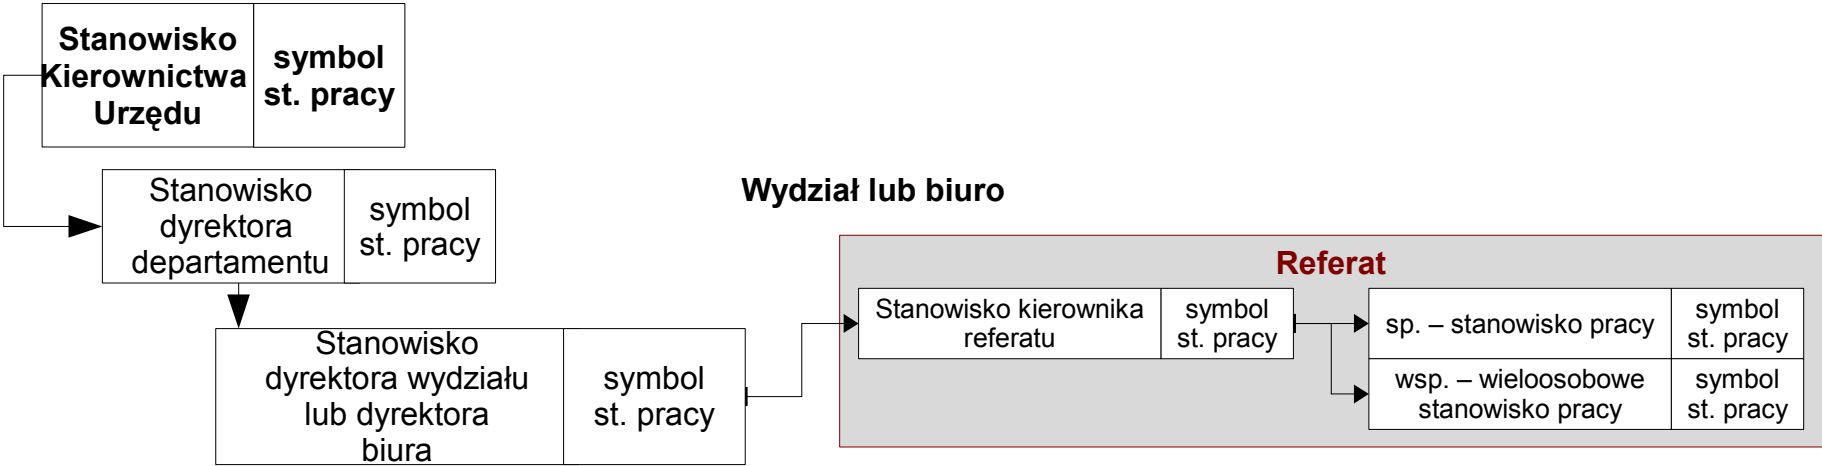 Stanowisko
Kierownictwa
Urzędu
symbol
st. pracy
Stanowisko
dyrektora
departamentu
symbol
st. pracy
Wydział lub biuro
Stanowisko
dyrektora wydziału
lub dyrektora
biura
symbol
st. pracy
Referat
Stanowisko kierownika
referatu
symbol
st. pracy
sp. – stanowisko pracy
symbol
st. pracy
wsp. – wieloosobowe
stanowisko pracy
symbol
st. pracy